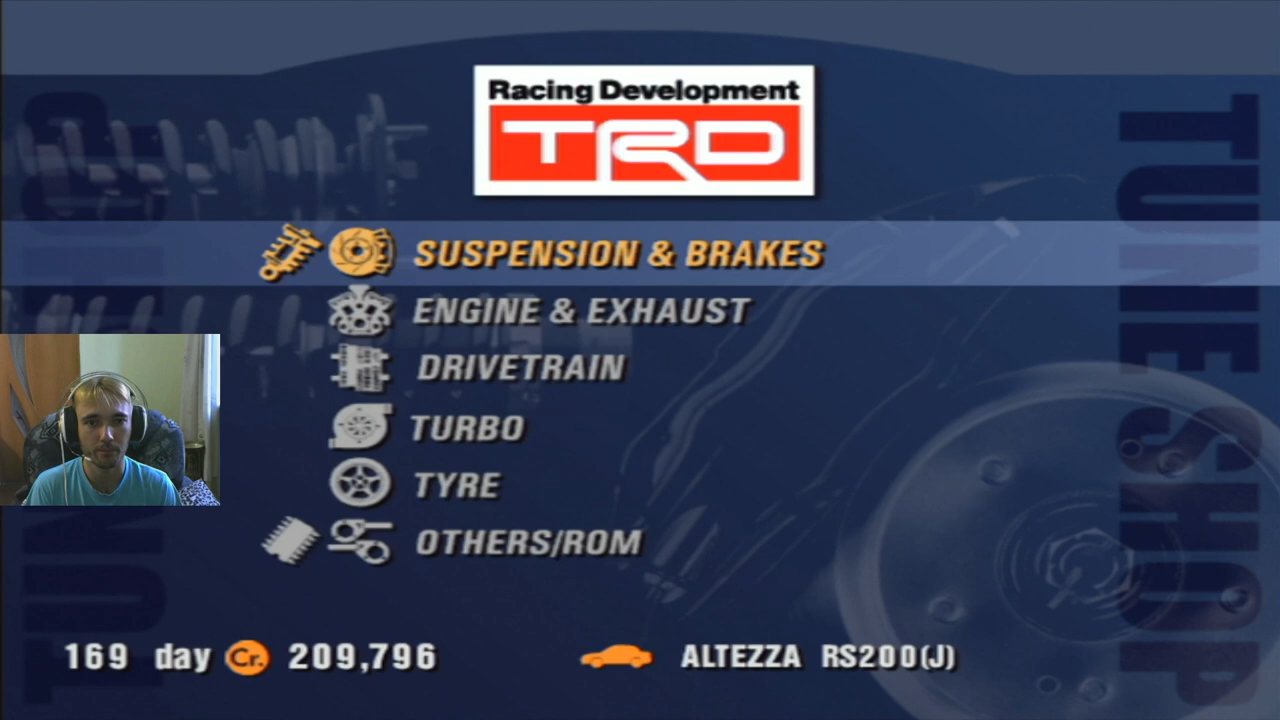 Racing Development
TRD
SUSPENSION & BRAKES
ENGINE & EXHAUST
DRIVETRAIN
TURBO
TYRE
OTHERS/ROM
169 day Cr. 209,796
ALTEZZA RS200(J)
TUNE SHOP